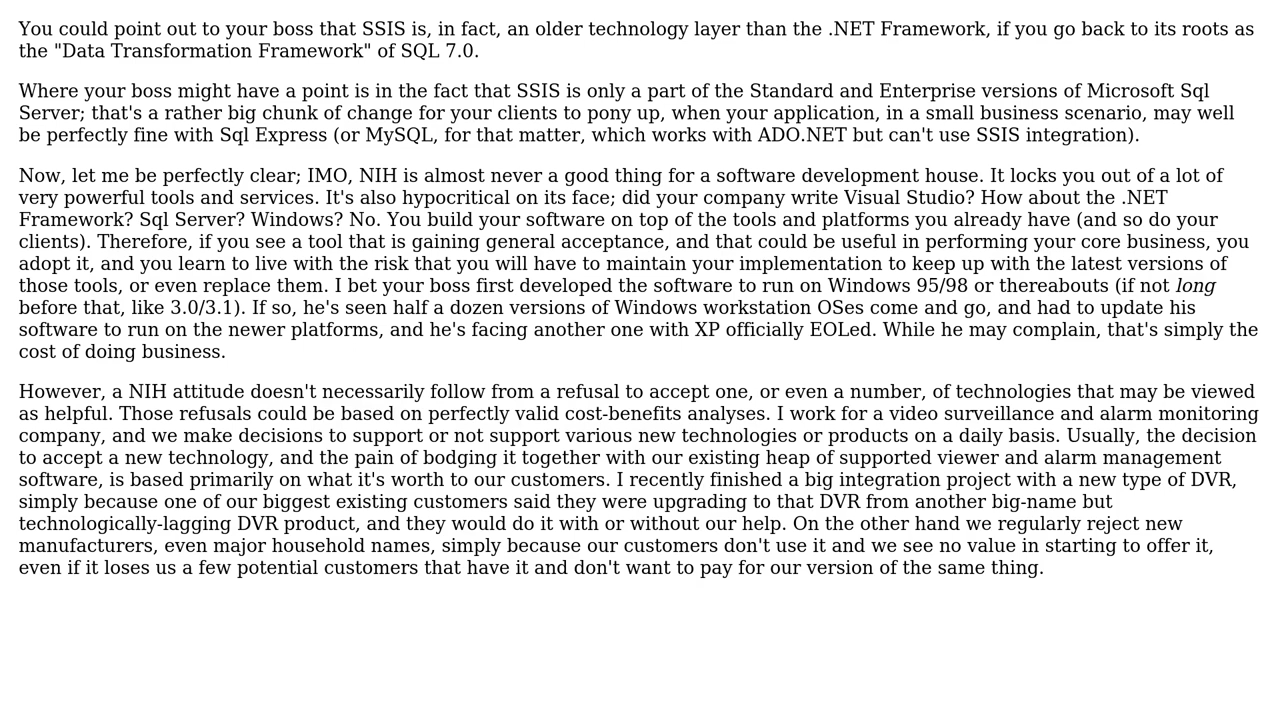 You could point out to your boss that SSIS is, in fact, an older technology layer than the .NET Framework, if you go back to its roots as
the "Data Transformation Framework" of SQL 7.0.
Where your boss might have a point is in the fact that SSIS is only a part of the Standard and Enterprise versions of Microsoft Sql
Server; that's a rather big chunk of change for your clients to pony up, when your application, in a small business scenario, may well
be perfectly fine with Sql Express (or MySQL, for that matter, which works with ADO.NET but can't use SSIS integration).
Now, let me be perfectly clear; IMO, NIH is almost never a good thing for a software development house. It locks you out of a lot of
very powerful tools and services. It's also hypocritical on its face; did your company write Visual Studio? How about the .NET
Framework? Sql Server? Windows? No. You build your software on top of the tools and platforms you already have (and so do your
clients). Therefore, if you see a tool that is gaining general acceptance, and that could be useful in performing your core business, you
adopt it, and you learn to live with the risk that you will have to maintain your implementation to keep up with the latest versions of
those tools, or even replace them. I bet your boss first developed the software to run on Windows 95/98 or thereabouts (if not long
before that, like 3.0/3.1). If so, he's seen half a dozen versions of Windows workstation OSes come and go, and had to update his
software to run on the newer platforms, and he's facing another one with XP officially EOLed. While he may complain, that's simply the
cost of doing business.
However, a NIH attitude doesn't necessarily follow from a refusal to accept one, or even a number, of technologies that may be viewed
as helpful. Those refusals could be based on perfectly valid cost-benefits analyses. I work for a video surveillance and alarm monitoring
company, and we make decisions to support or not support various new technologies or products on a daily basis. Usually, the decision
to accept a new technology, and the pain of bodging it together with our existing heap of supported viewer and alarm management
software, is based primarily on what it's worth to our customers. I recently finished a big integration project with a new type of DVR,
simply because one of our biggest existing customers said they were upgrading to that DVR from another big-name but
technologically-lagging DVR product, and they would do it with or without our help. On the other hand we regularly reject new
manufacturers, even major household names, simply because our customers don't use it and we see no value in starting to offer it,
even if it loses us a few potential customers that have it and don't want to pay for our version of the same thing.